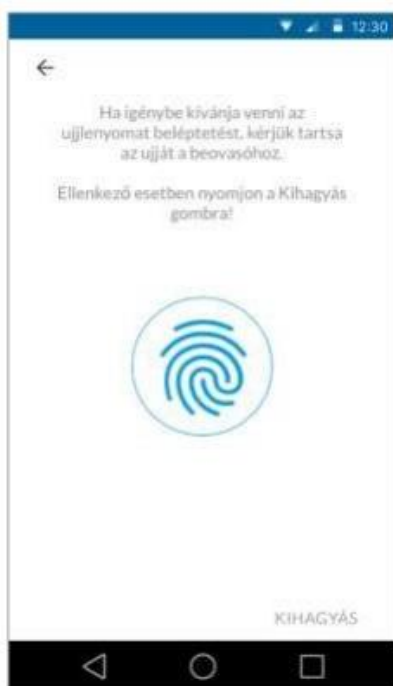 12:30
Ha igénybe kívánja venni az
ujjlenyomat beléptetést, kérjük tartsa
az ujját a beovasóhoz.
Ellenkező esetben nyomjon a Kihagyás
gombra!
KIHAGYÁS